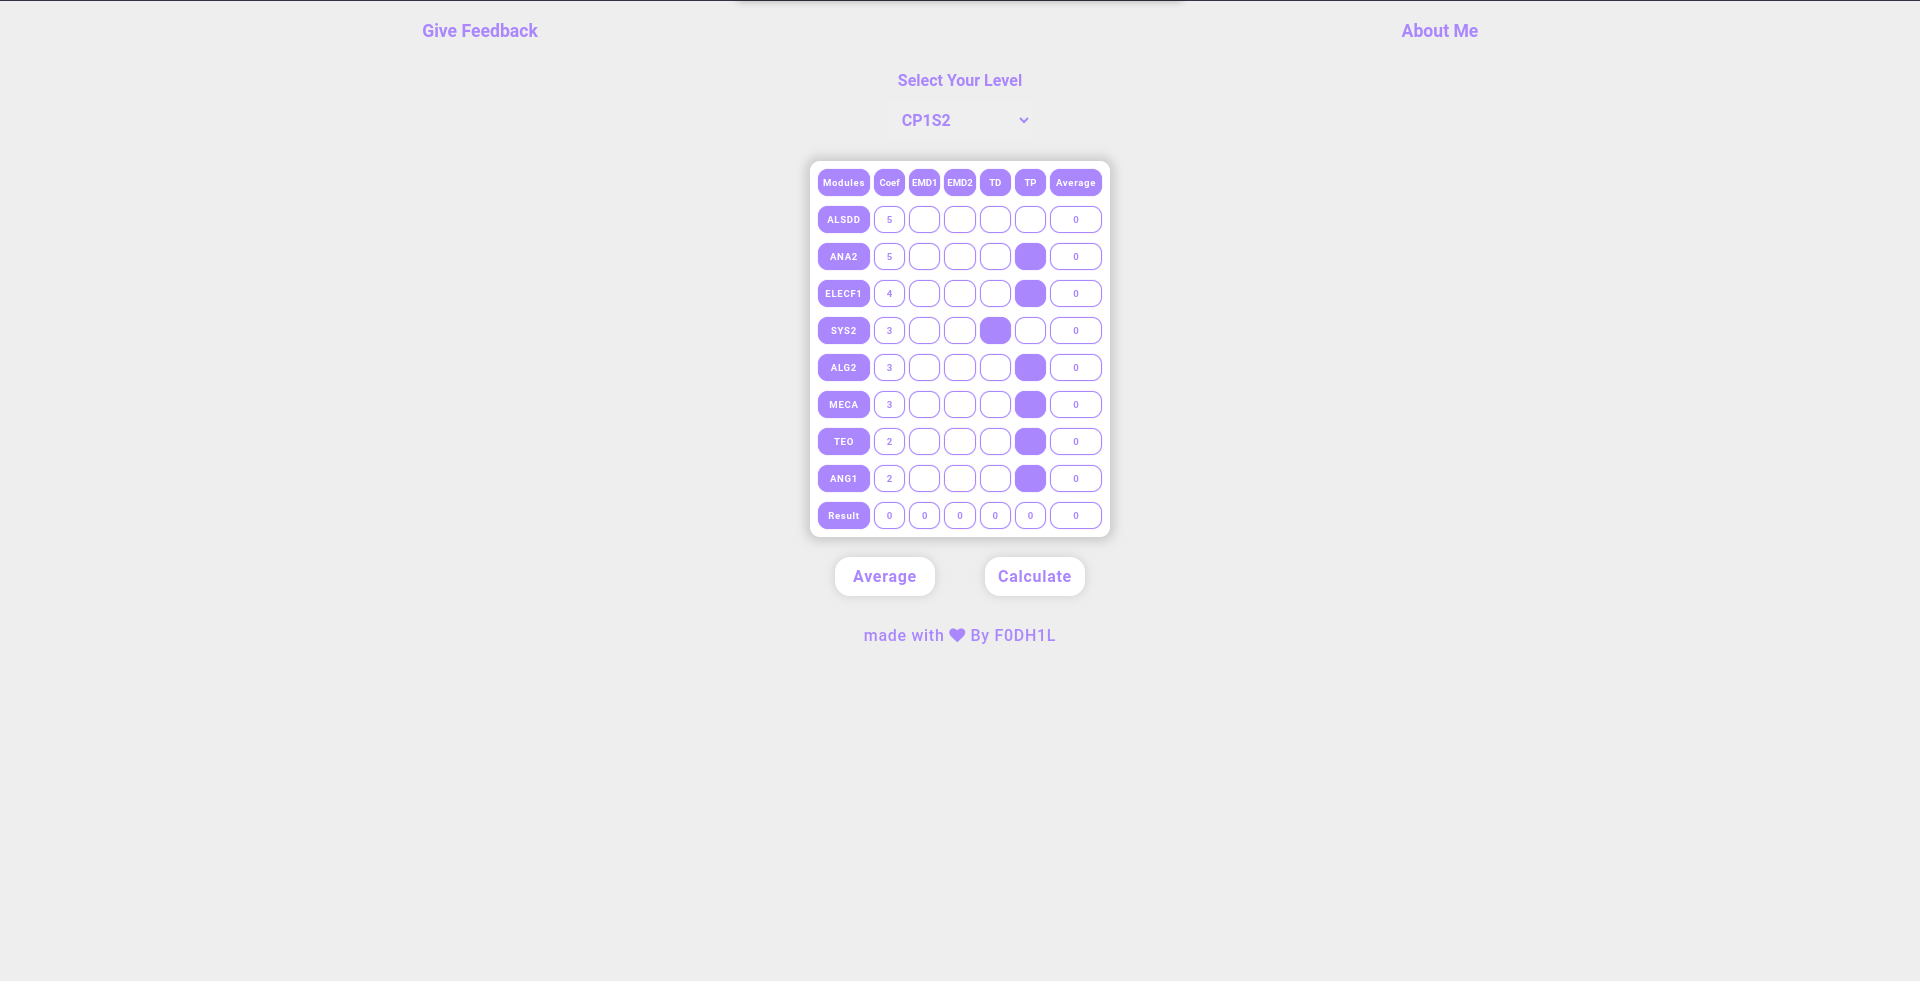 Give Feedback About Me
Select Your Level
CP1S2
Modules Coef EMD1 EMD2 TD TP Average
ALSDD 5 0
ANA2 5 0
ELECF1 4 0
SYS2 3 0
ALG2 3 0
MECA 3 0
TEO 2 0
ANG1 2 0
Result 0 0 0 0 0 0
Average Calculate
made with ❤ By F0DH1L